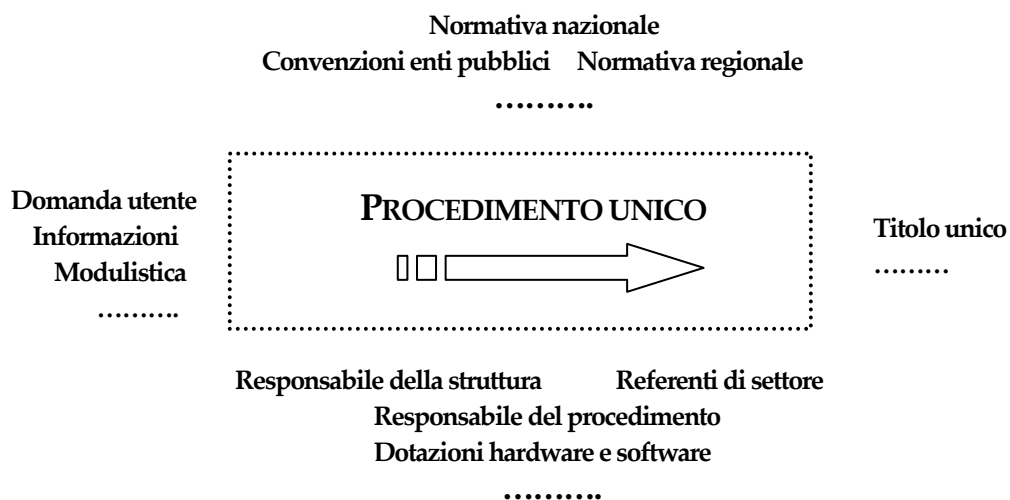 Normativa nazionale
Convenzioni enti pubblici Normativa regionale
……….
PROCEDIMENTO UNICO
Domanda utente
Informazioni
Modulistica
……….
Titolo unico
………
Responsabile della struttura Referenti di settore
Responsabile del procedimento
Dotazioni hardware e software
……….